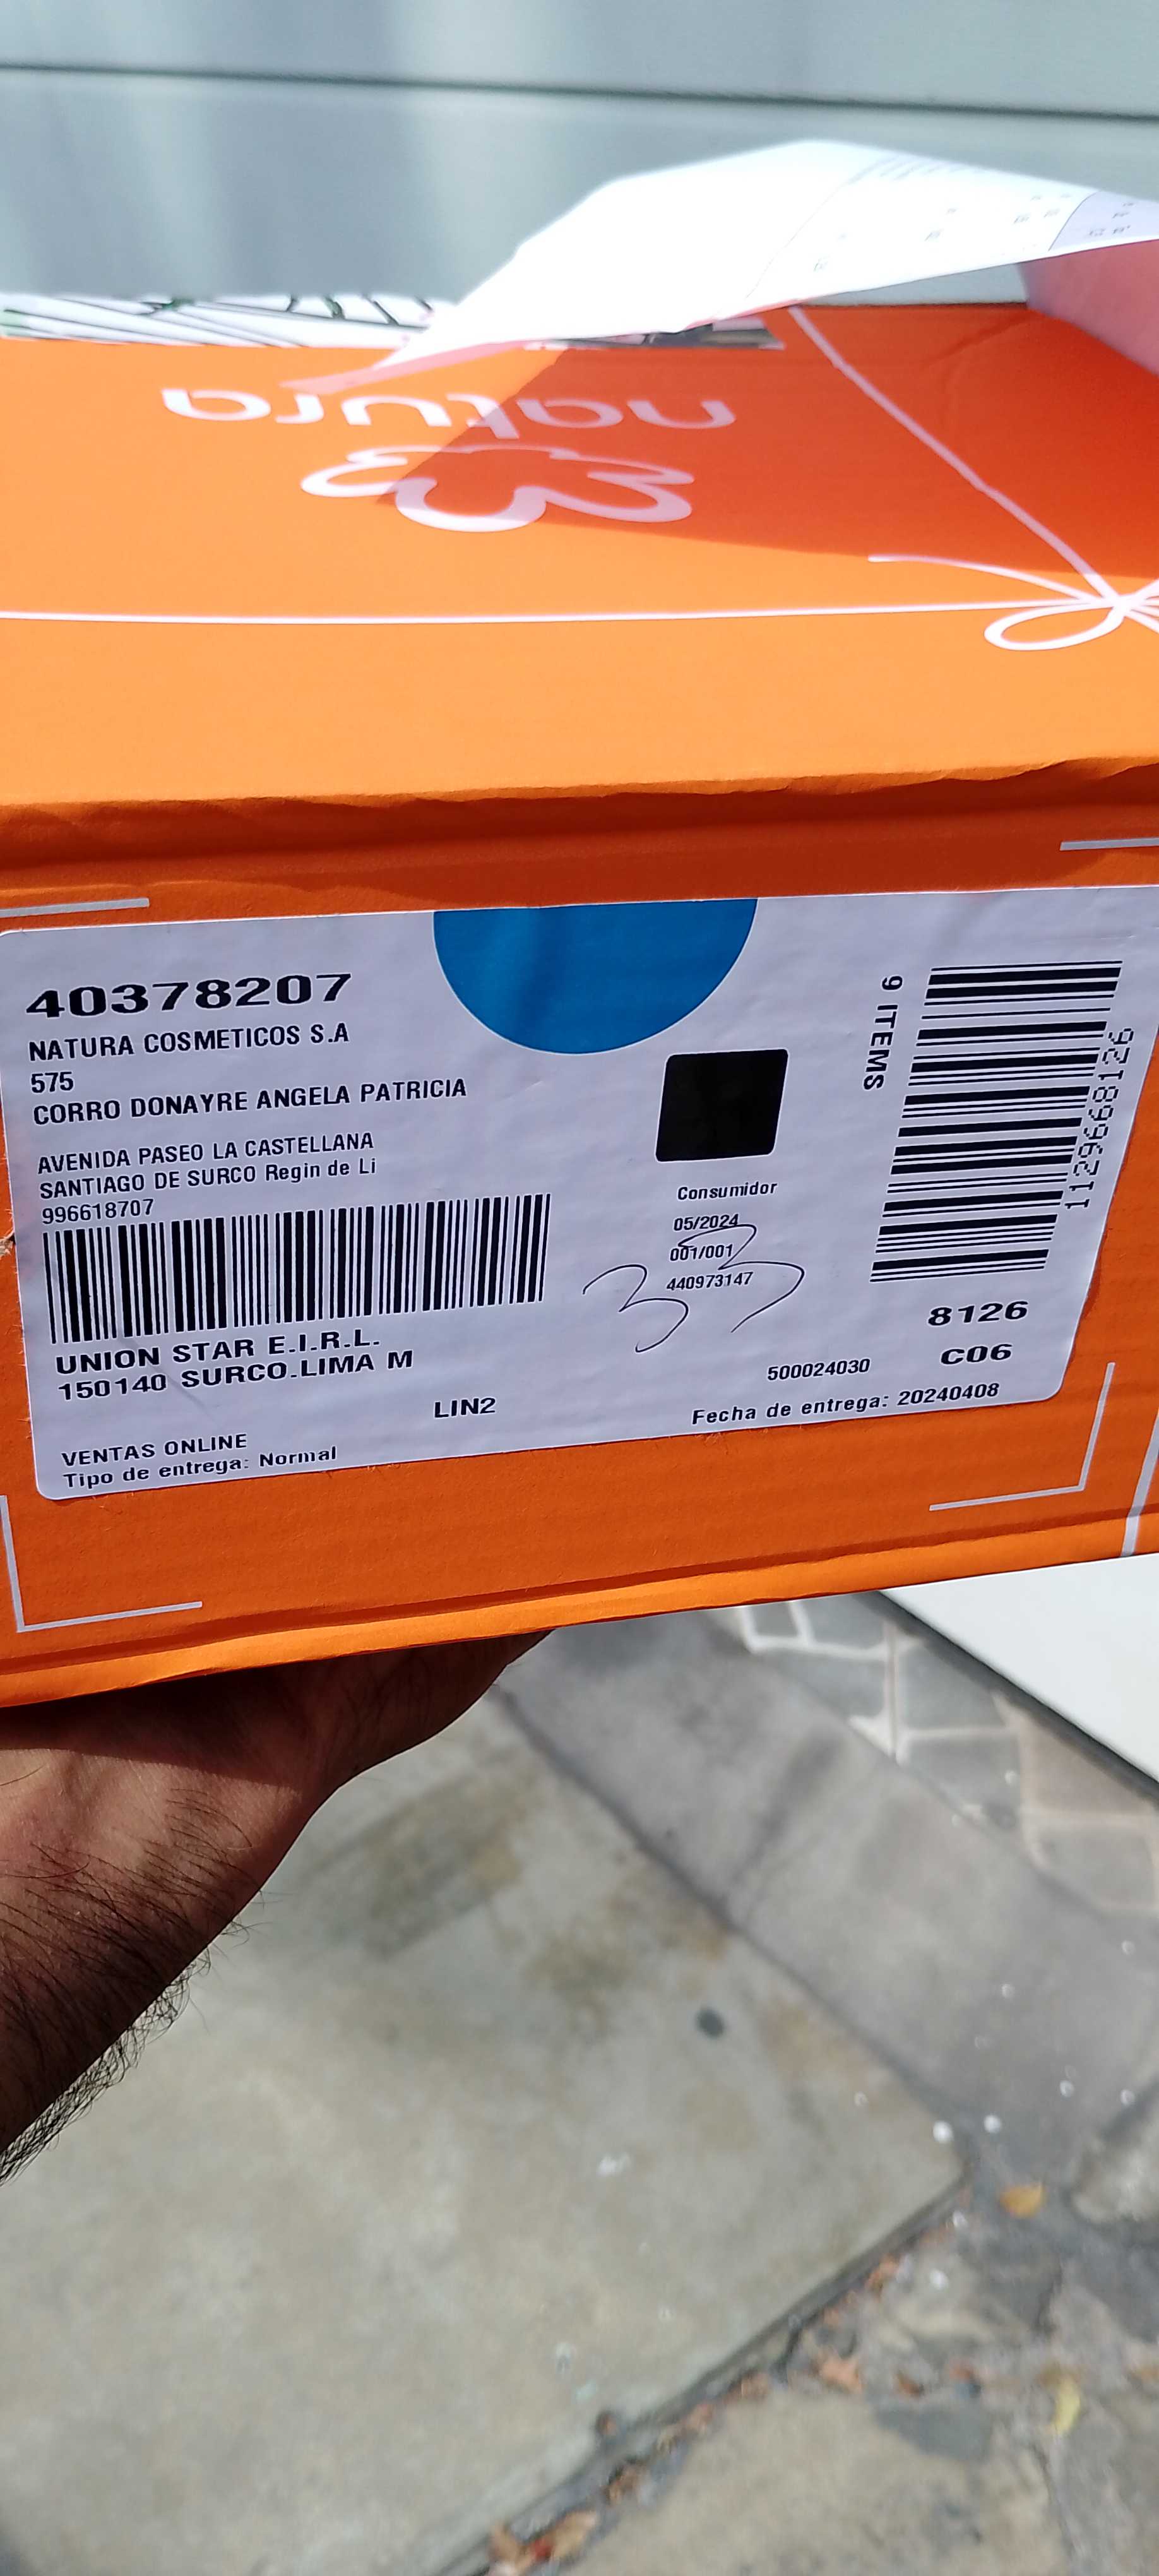 natura
40378207
NATURA COSMETICOS S.A
575
CORRO DONAYRE ANGELA PATRICIA
AVENIDA PASEO LA CASTELLANA
SANTIAGO DE SURCO Regin de Li
996618707
UNION STAR E.I.R.L.
150140 SURCO-LIMA M
LIN2
VENTAS ONLINE
Tipo de entrega: Normal
Consumidor
05/2024
001/001
440973147
33
9 ITEMS
1129668126
8126
C06
500024030
Fecha de entrega: 20240408